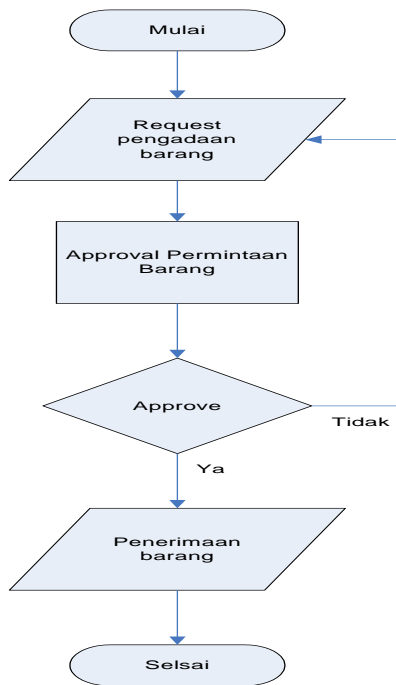 Mulai
Request
pengadaan
barang
Approval Permintaan
Barang
Approve
Tidak
Ya
Penerimaan
barang
Selsai